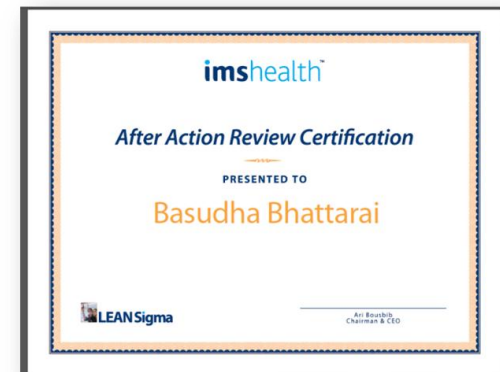 imshealth™
After Action Review Certification
PRESENTED TO
Basudha Bhattarai
LEAN Sigma
Ari Bousbib
Chairman & CEO